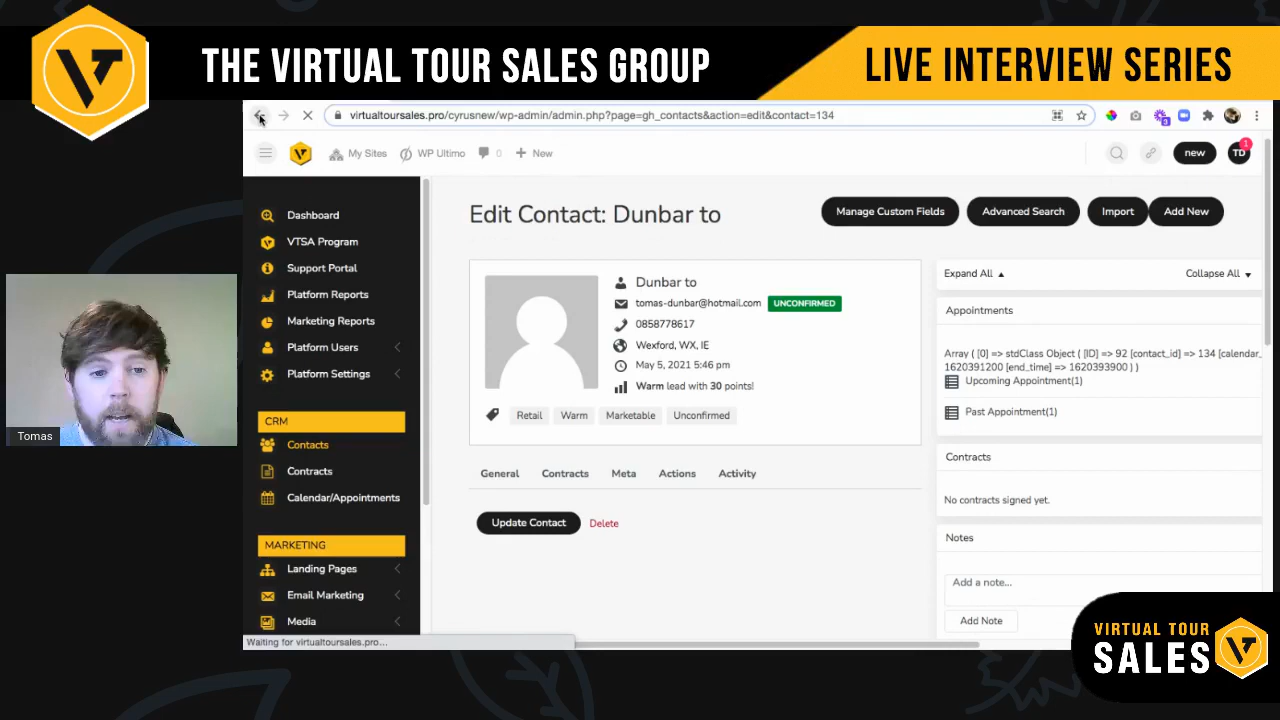 THE VIRTUAL TOUR SALES GROUP
LIVE INTERVIEW SERIES
virtualtoursales.pro/cyrusnew/wp-admin/admin.php?page=gh_contacts&action=edit&contact=134
My Sites
WP Ultimo
0
New
new
TD
1
Dashboard
VTSA Program
Support Portal
Platform Reports
Marketing Reports
Platform Users
Platform Settings
CRM
Contacts
Contracts
Calendar/Appointments
MARKETING
Landing Pages
Email Marketing
Media
Waiting for virtualtoursales.pro...
Edit Contact: Dunbar to
Manage Custom Fields
Advanced Search
Import
Add New
Dunbar to
tomas-dunbar@hotmail.com UNCONFIRMED
0858778617
Wexford, WX, IE
May 5, 2021 5:46 pm
Warm lead with 30 points!
Retail
Warm
Marketable
Unconfirmed
General
Contracts
Meta
Actions
Activity
Update Contact
Delete
Expand All
Collapse All
Appointments
Array ( [0] => stdClass Object ( [ID] => 92 [contact_id] => 134 [calendar_
1620391200 [end_time] => 1620393900 ) )
Upcoming Appointment(1)
Past Appointment(1)
Contracts
No contracts signed yet.
Notes
Add a note...
Add Note
Tomas
VIRTUAL TOUR
SALES